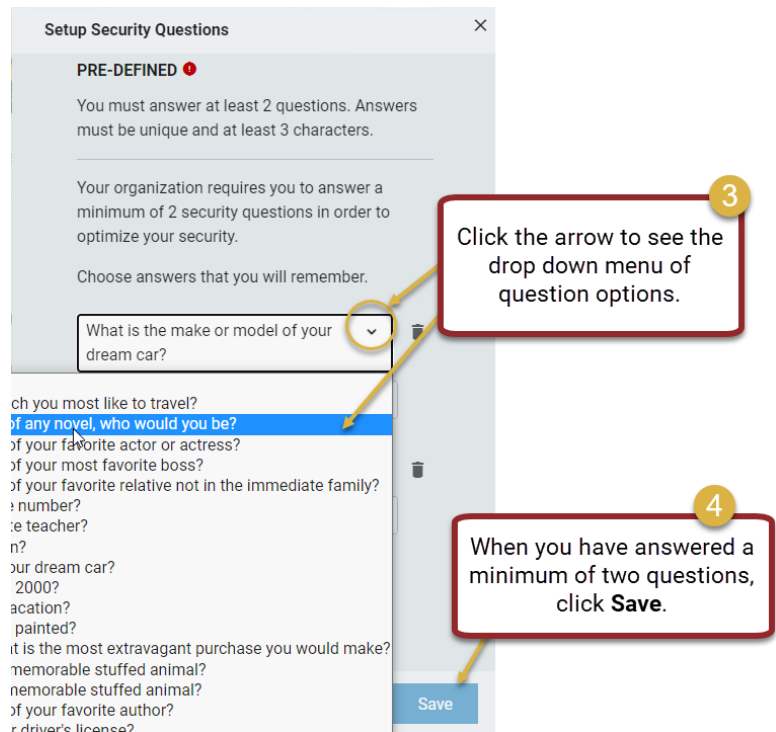 Setup Security Questions
PRE-DEFINED
You must answer at least 2 questions. Answers
must be unique and at least 3 characters.
Your organization requires you to answer a
minimum of 2 security questions in order to
optimize your security.
Choose answers that you will remember.
What is the make or model of your
dream car?
ch you most like to travel?
of any novel, who would you be?
of your favorite actor or actress?
of your most favorite boss?
of your favorite relative not in the immediate family?
e number?
te teacher?
n?
our dream car?
2000?
acation?
painted?
at is the most extravagant purchase you would make?
memorable stuffed animal?
memorable stuffed animal?
of your favorite author?
r driver's license?
3
Click the arrow to see the
drop down menu of
question options.
4
When you have answered a
minimum of two questions,
click Save.
Save